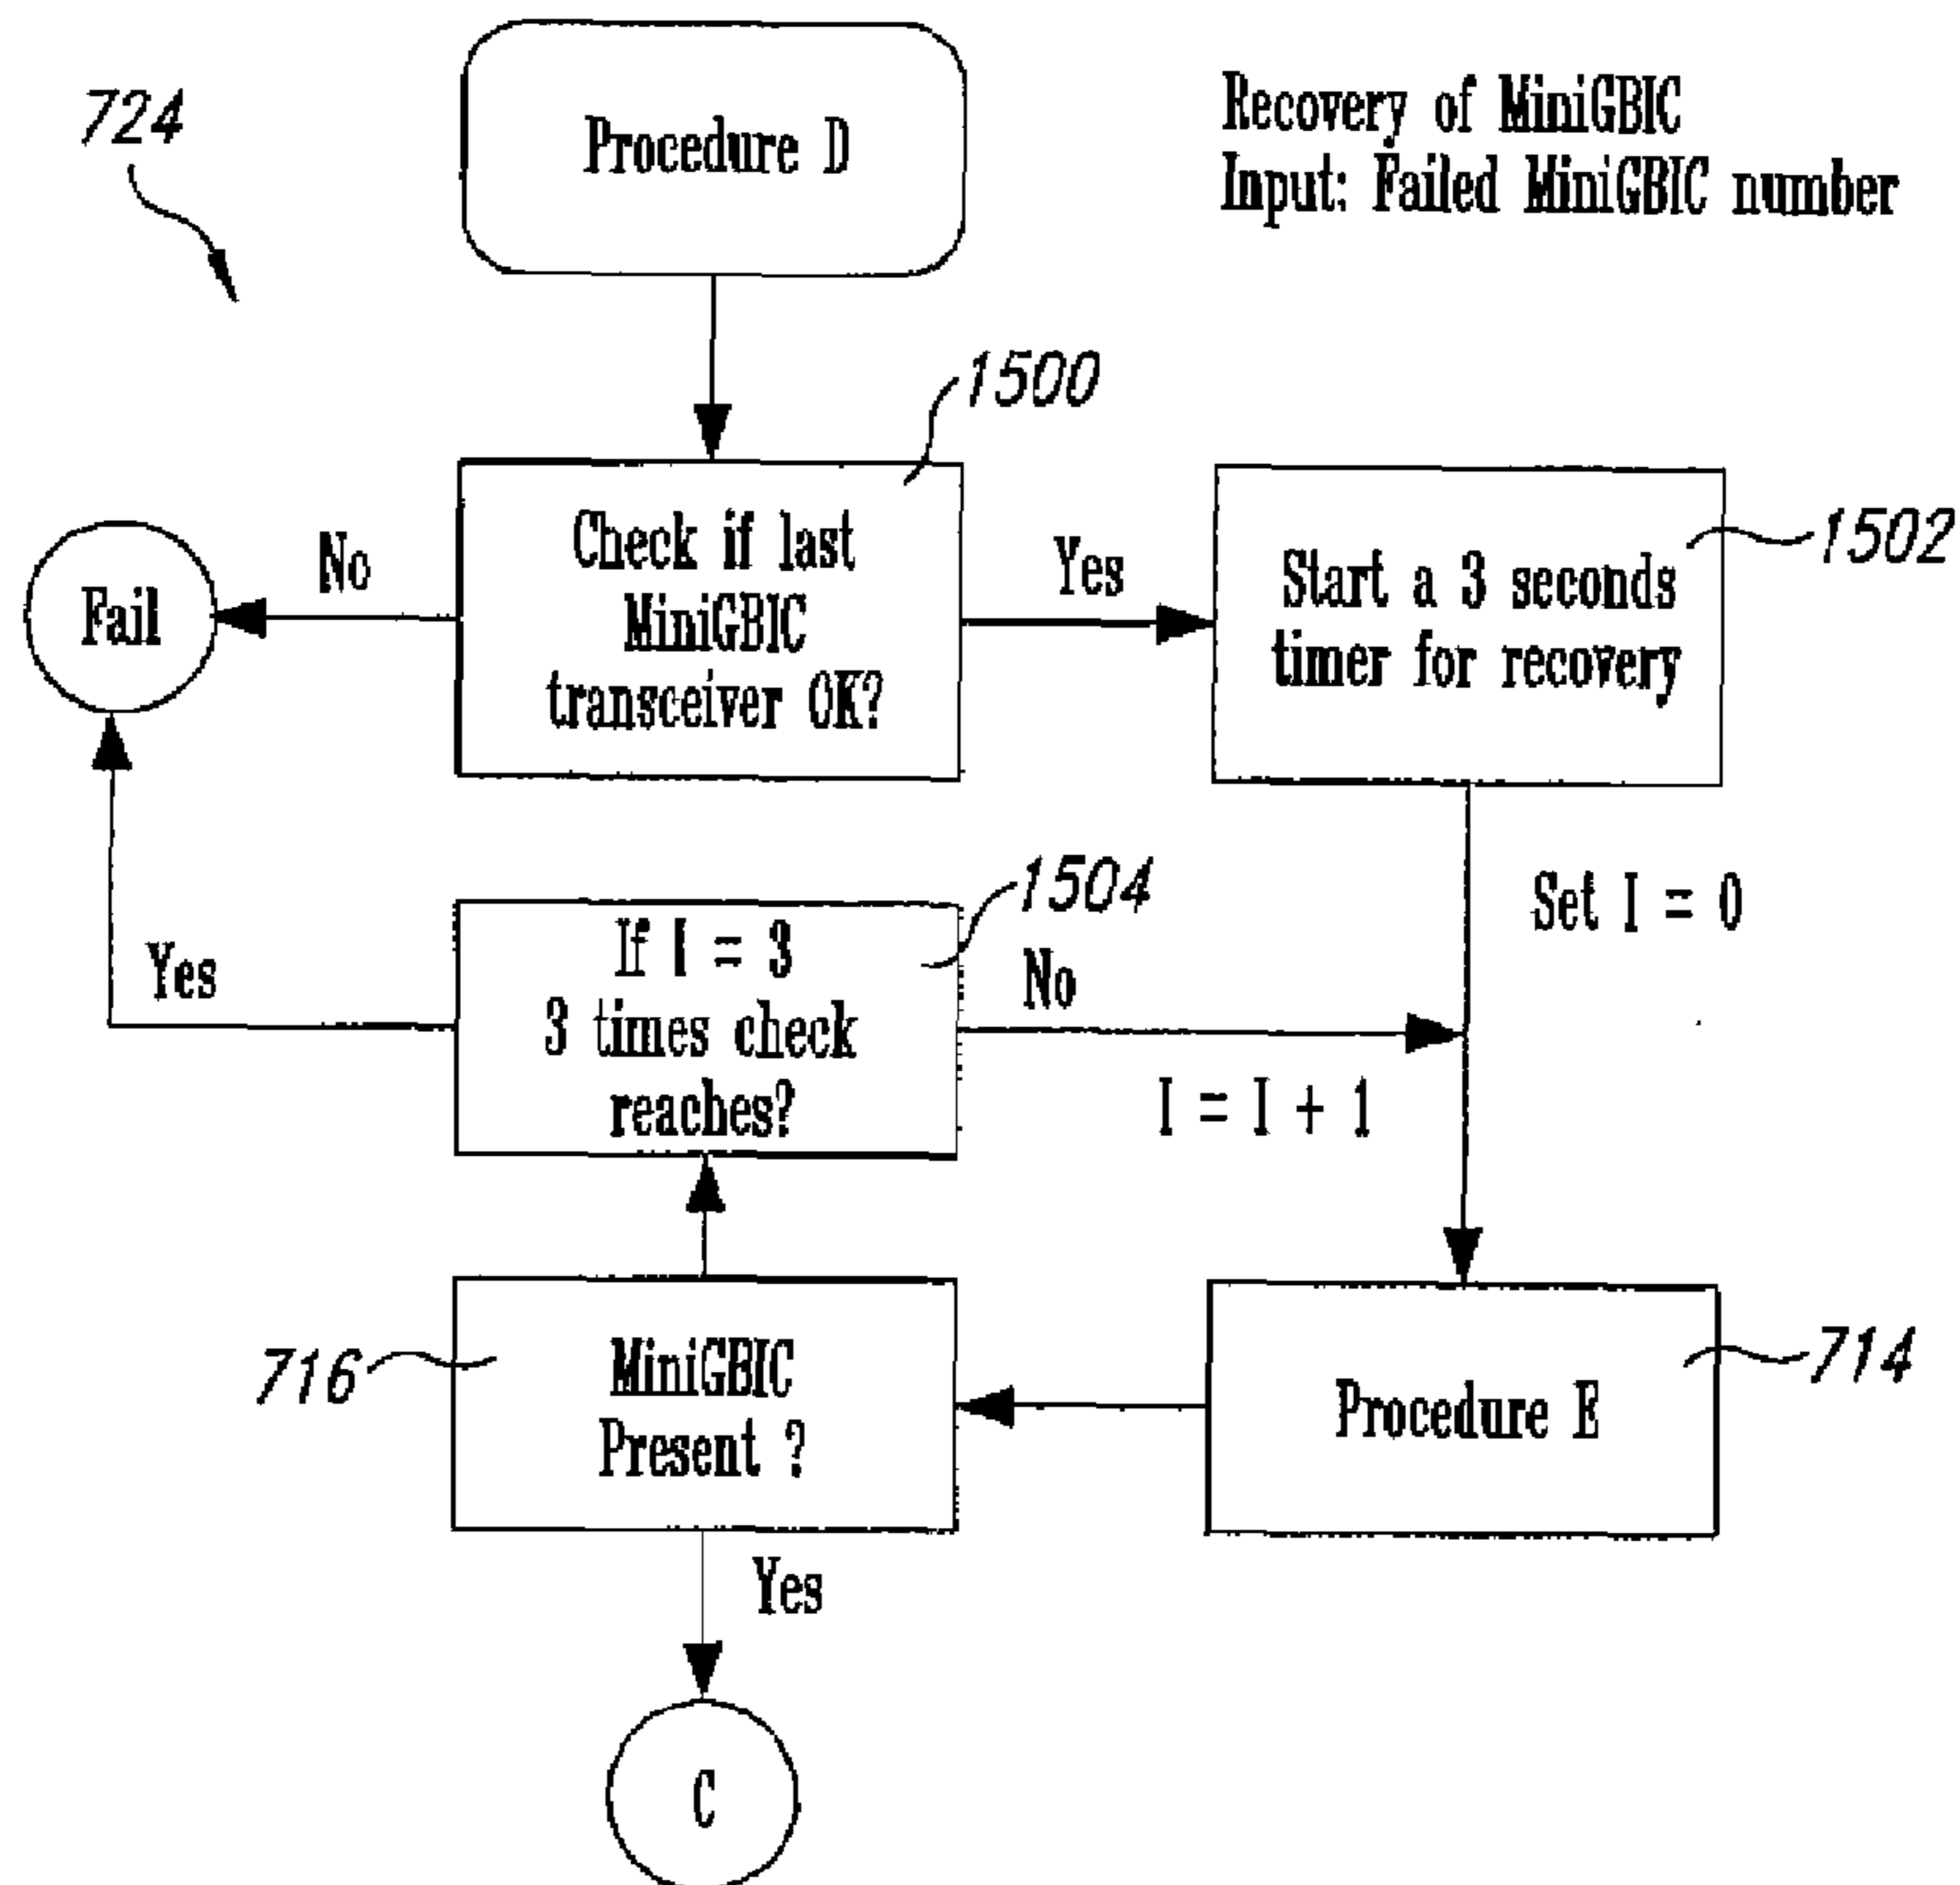 724
Procedure D
Recovery of MiniGBIC
Input: Failed MiniGBIC number
1500
Check if last
MiniGBIC
transceiver OK?
No
Fail
Yes
Start a 3 seconds
timer for recovery
1502
Set I = 0
1504
If I = 3
3 times check
reaches?
Yes
No
I = I + 1
716
MiniGBIC
Present ?
Procedure E
714
Yes
C